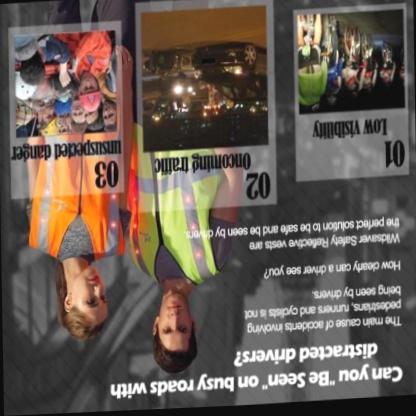 Can you "Be Seen" on busy roads with
distracted drivers?
The main cause of accidents involving
pedestrians, runners and cyclists is not
being seen by drivers.
How clearly can a driver see you?
Wildsaver Safety Reflective vests are
the perfect solution to be safe and be seen by drivers.
01
Low visibility
02
Oncoming traffic
03
unsuspected danger